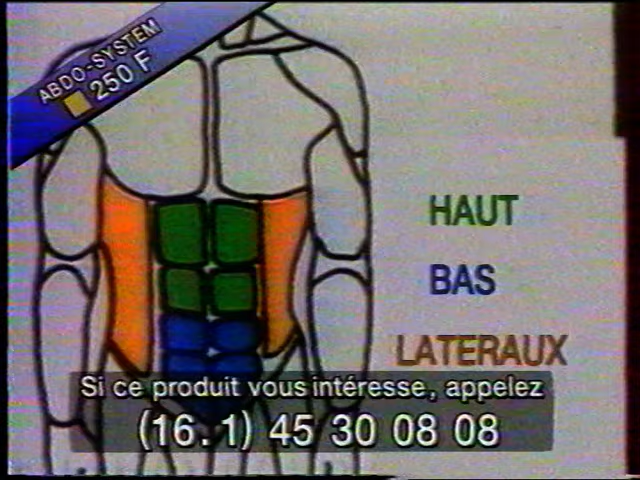 ABDO-SYSTEM
250 F
HAUT
BAS
LATERAUX
Si ce produit vous intéresse, appelez
(16.1) 45 30 08 08